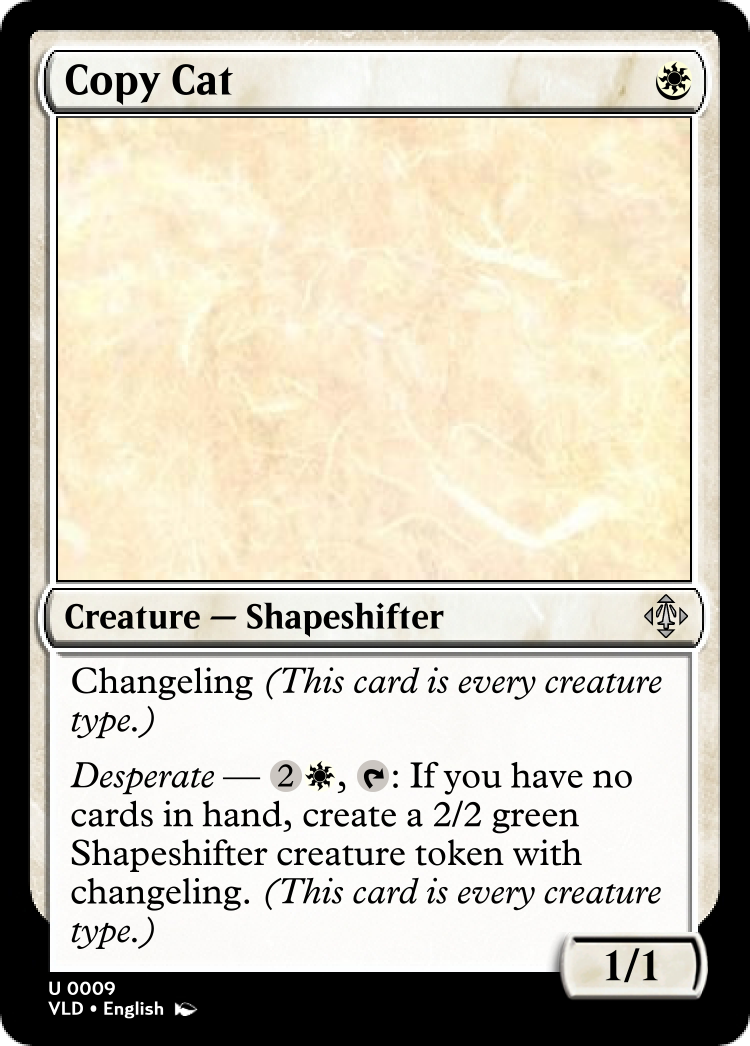 Copy Cat
Creature — Shapeshifter
Changeling (This card is every creature
type.)
Desperate — 2, : If you have no
cards in hand, create a 2/2 green
Shapeshifter creature token with
changeling. (This card is every creature
type.)
1/1
U 0009
VLD • English